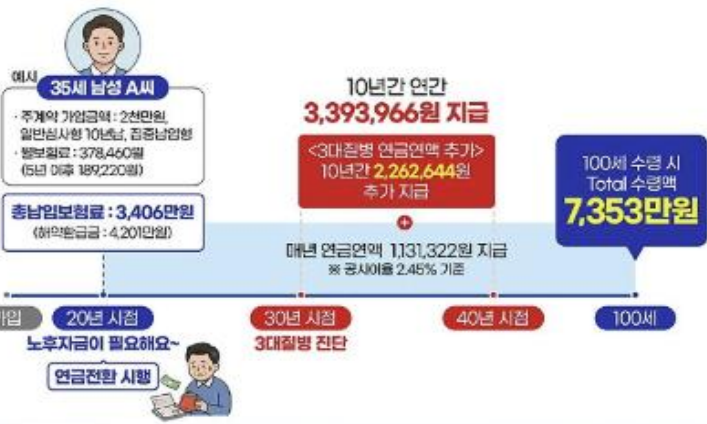 예시
35세 남성 A씨
· 주계약 가입금액 : 2천만원,
일반심사형 10년납, 집중납입형
· 월보험료 : 378,460원
(5년 이후 189,220원)
총납입보험료 : 3,406만원
(해약환급금 : 4,201만원)
10년간 연간
3,393,966원 지급
<3대질병 연금연액 추가>
10년간 2,262,644원
추가 지급
+
매년 연금연액 1,131,322원 지급
※ 공시이율 2.45% 기준
100세 수령 시
Total 수령액
7,353만원
가입
20년 시점
30년 시점
40년 시점
100세
노후자금이 필요해요~
3대질병 진단
연금전환 시행